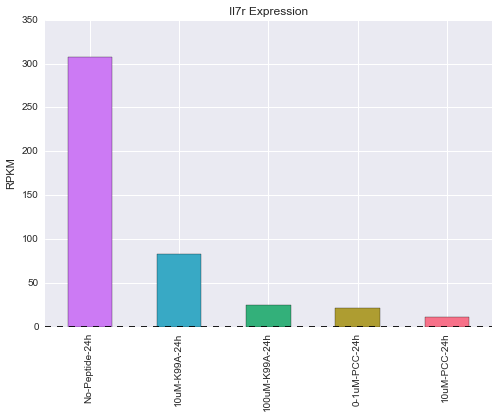 Il7r Expression
RPKM
350
300
250
200
150
100
50
0
No-Peptide-24h
10uM-K99A-24h
100uM-K99A-24h
0-1uM-PCC-24h
10uM-PCC-24h